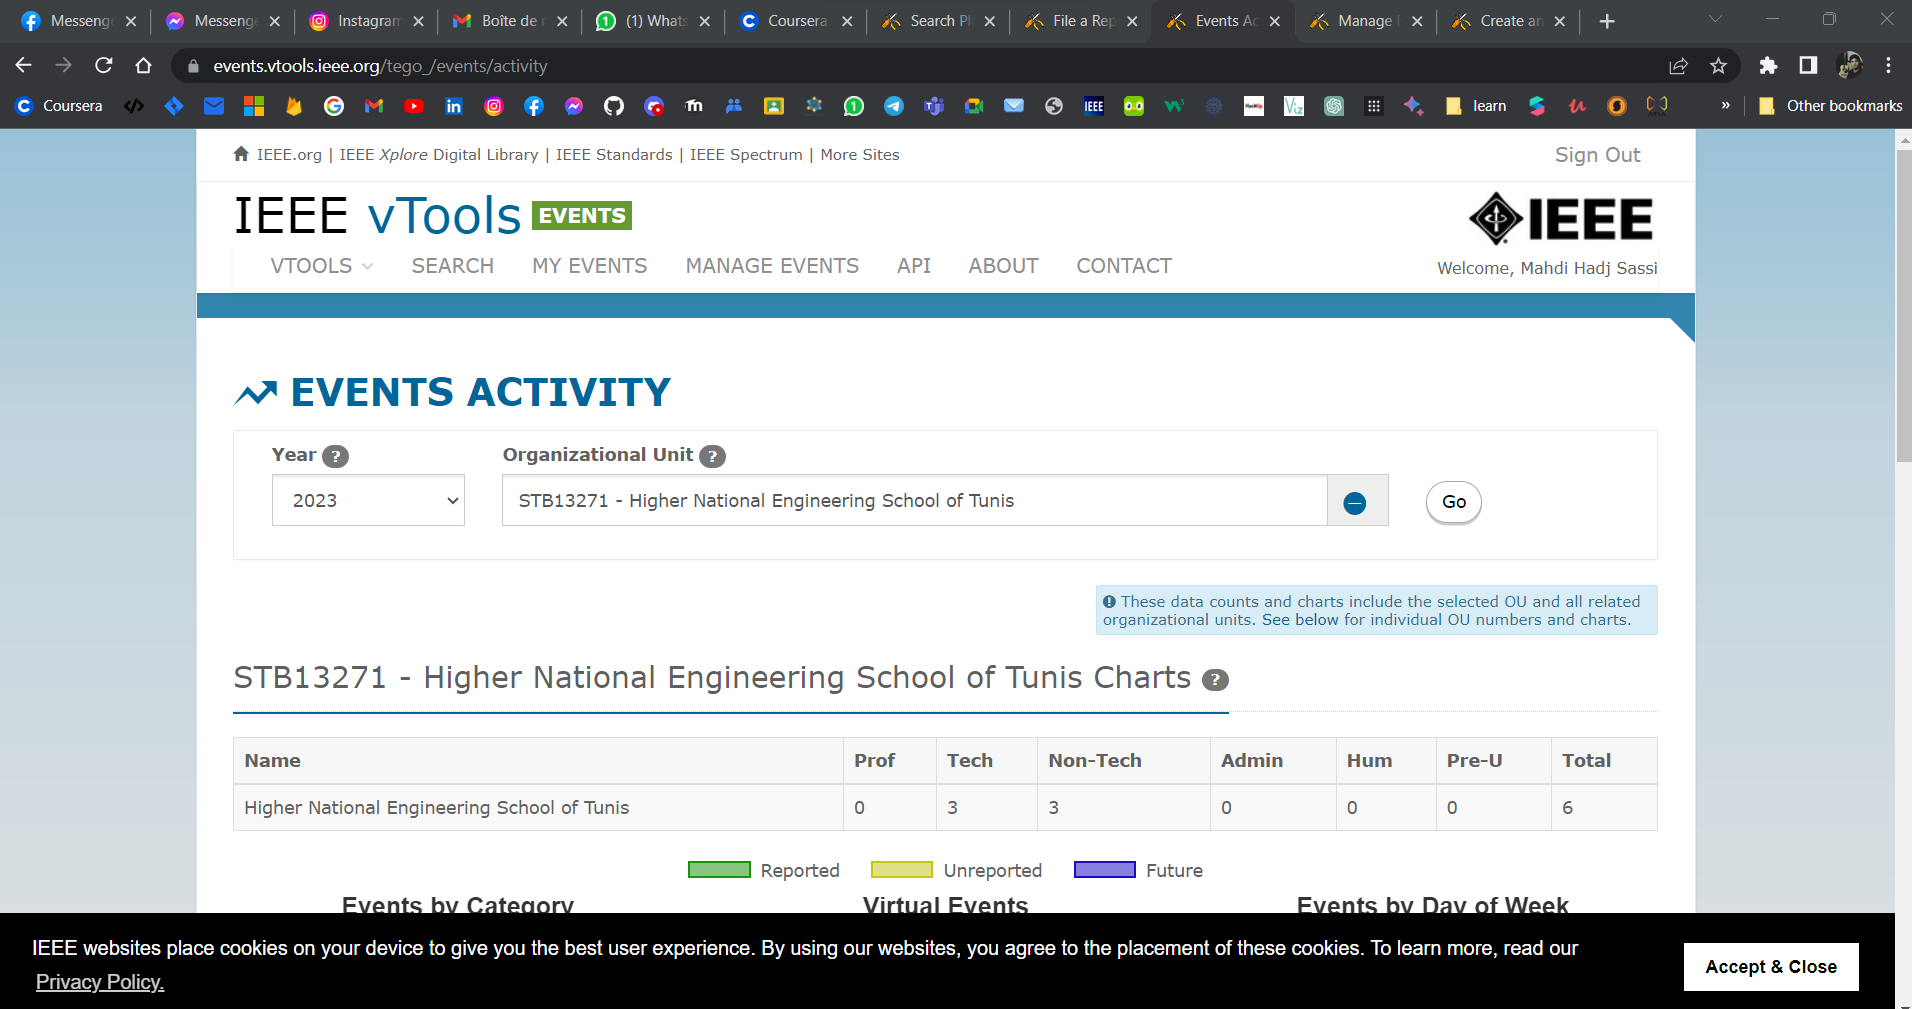 Messenge
Messenge
Instagram
Boîte de r
(1) Whats
Coursera
Search Pl
File a Rep
Events Ac
Manage
Create an
events.vtools.ieee.org/tego_/events/activity
Coursera
learn
Other bookmarks
IEEE.org | IEEE Xplore Digital Library | IEEE Standards | IEEE Spectrum | More Sites
Sign Out
IEEE vTools EVENTS
IEEE
VTOOLS SEARCH MY EVENTS MANAGE EVENTS API ABOUT CONTACT
Welcome, Mahdi Hadj Sassi
EVENTS ACTIVITY
Year ? Organizational Unit ?
2023 STB13271 - Higher National Engineering School of Tunis Go
These data counts and charts include the selected OU and all related
organizational units. See below for individual OU numbers and charts.
STB13271 - Higher National Engineering School of Tunis Charts ?
Name Prof Tech Non-Tech Admin Hum Pre-U Total
Higher National Engineering School of Tunis 0 3 3 0 0 0 6
Reported Unreported Future
Events by Category Virtual Events Events by Day of Week
IEEE websites place cookies on your device to give you the best user experience. By using our websites, you agree to the placement of these cookies. To learn more, read our
Privacy Policy.
Accept & Close